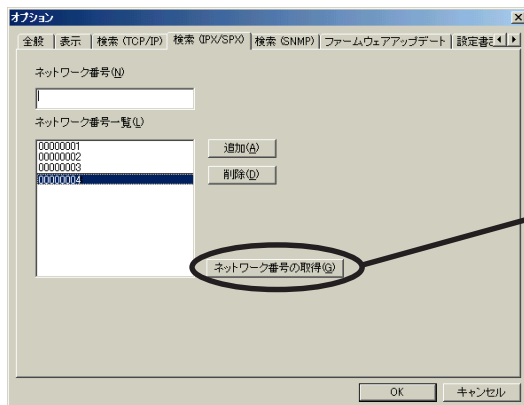 オプション
全般 表示 検索 (TCP/IP) 検索 (IPX/SPX) 検索 (SNMP) ファームウェアアップデート 設定書
ネットワーク番号(N)
ネットワーク番号一覧(L)
00000001
00000002
00000003
00000004
追加(A)
削除(D)
ネットワーク番号の取得(G)
OK キャンセル